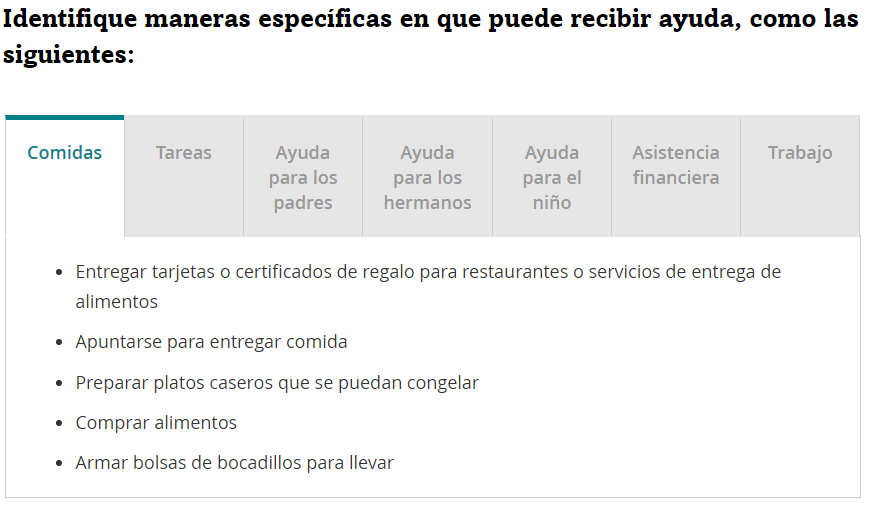 Identifique maneras específicas en que puede recibir ayuda, como las
siguientes:
Comidas
Tareas
Ayuda
para los
padres
Ayuda
para los
hermanos
Ayuda
para el
niño
Asistencia
financiera
Trabajo
• Entregar tarjetas o certificados de regalo para restaurantes o servicios de entrega de
alimentos
• Apuntarse para entregar comida
• Preparar platos caseros que se puedan congelar
• Comprar alimentos
• Armar bolsas de bocadillos para llevar